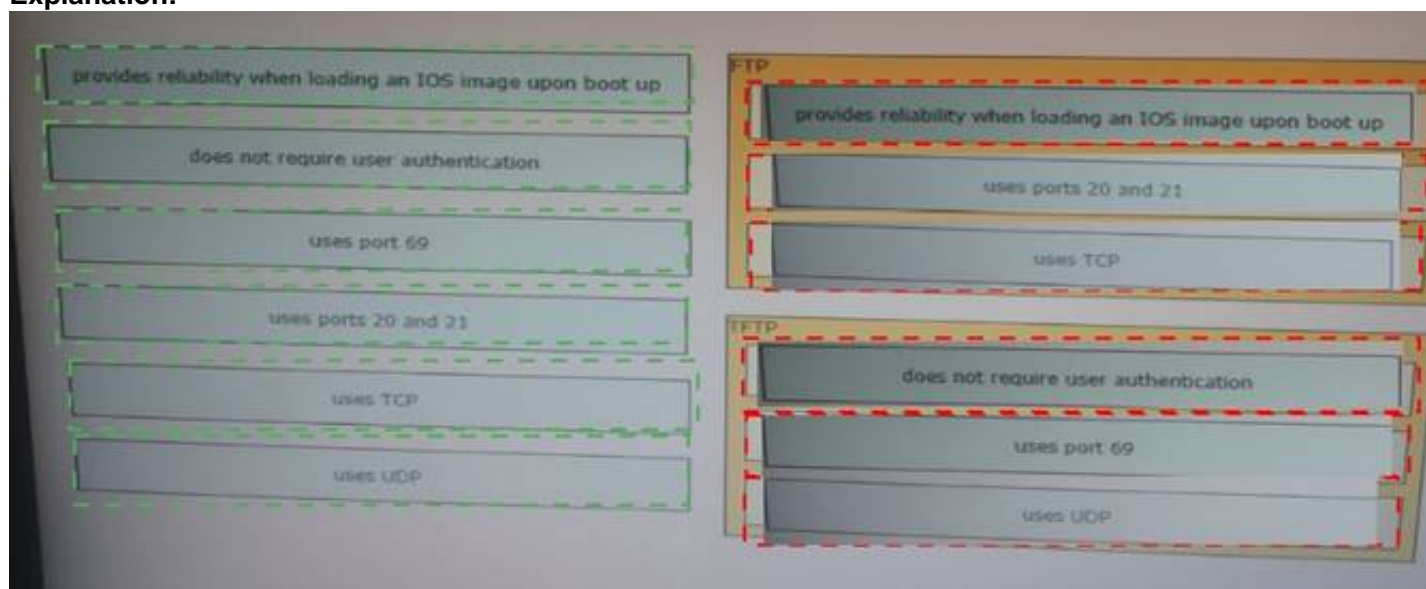 Explanation:
provides reliability when loading an IOS image upon boot up
does not require user authentication
uses port 69
uses ports 20 and 21
uses TCP
uses UDP
FTP
provides reliability when loading an IOS image upon boot up
uses ports 20 and 21
uses TCP
TFTP
does not require user authentication
uses port 69
uses UDP